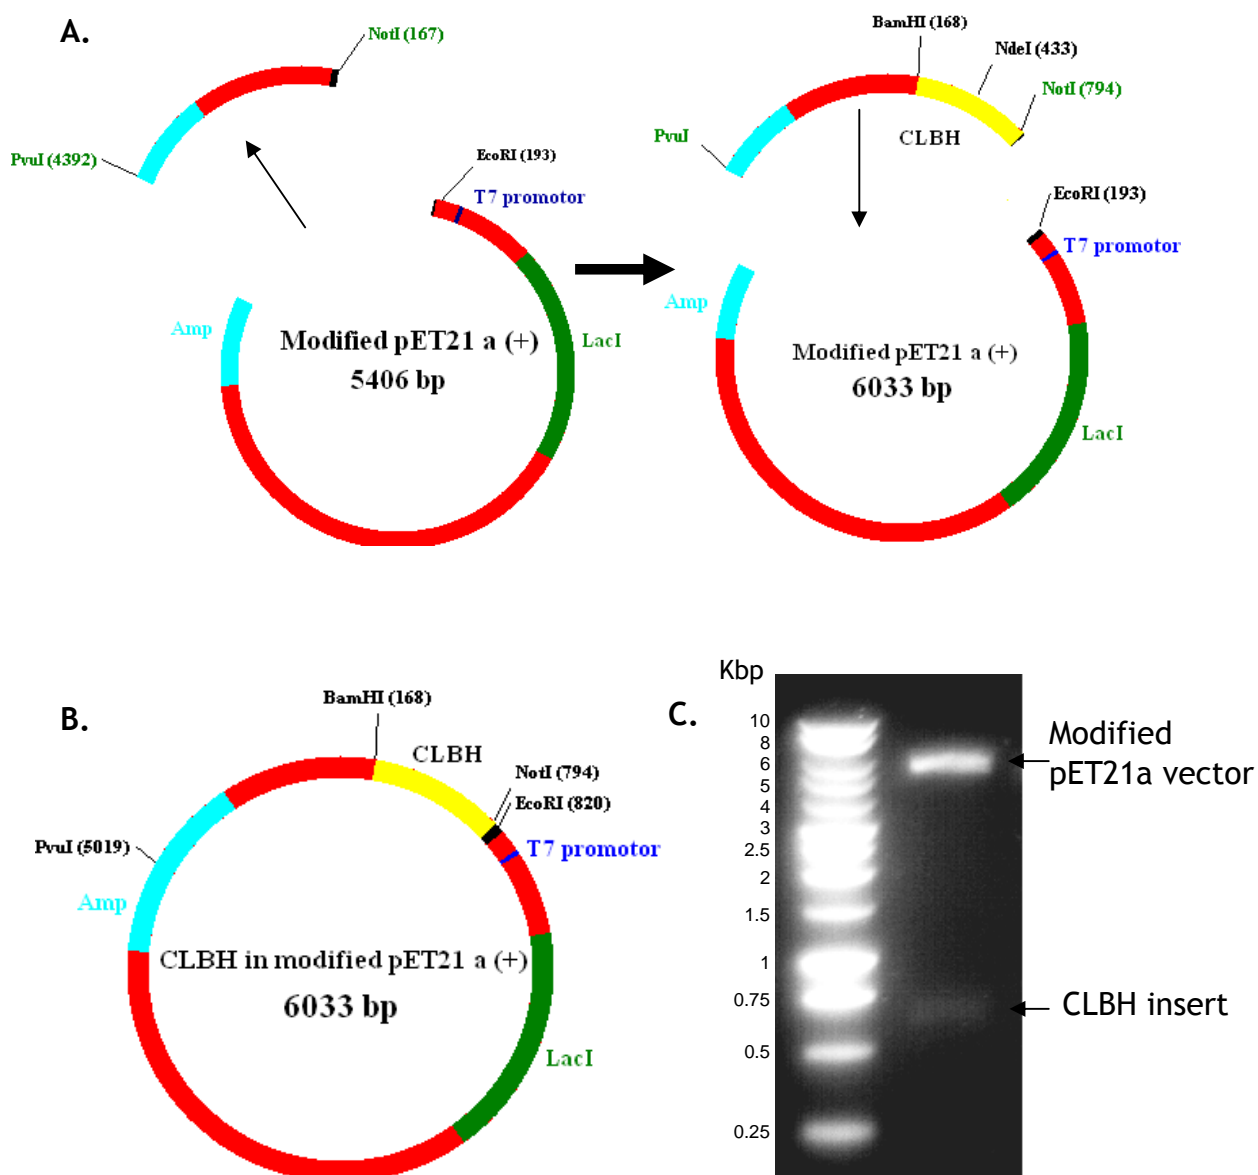 A.
NotI (167)
PvuI (4392)
EcoRI (193)
T7 promotor
Amp
LacI
Modified pET21 a (+)
5406 bp
BamHI (168)
NdeI (433)
NotI (794)
CLBH
PvuI
EcoRI (193)
T7 promotor
Amp
LacI
Modified pET21 a (+)
6033 bp
B.
BamHI (168)
CLBH
NotI (794)
EcoRI (820)
T7 promotor
PvuI (5019)
Amp
CLBH in modified pET21 a (+)
6033 bp
LacI
C.
Kbp
10
8
6
5
4
3
2.5
2
1.5
1
0.75
0.5
0.25
Modified
pET21a vector
CLBH insert